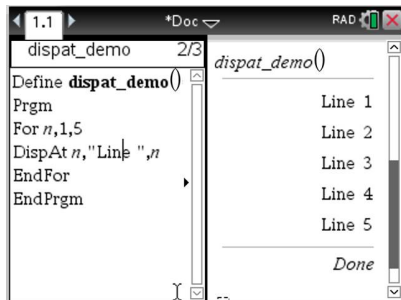 1.1 *Doc RAD
dispat_demo 2/3
Define dispat_demo()
Prgm
For n,1,5
DispAt n,"Line ",n
EndFor
EndPrgm
dispat_demo()
Line 1
Line 2
Line 3
Line 4
Line 5
Done